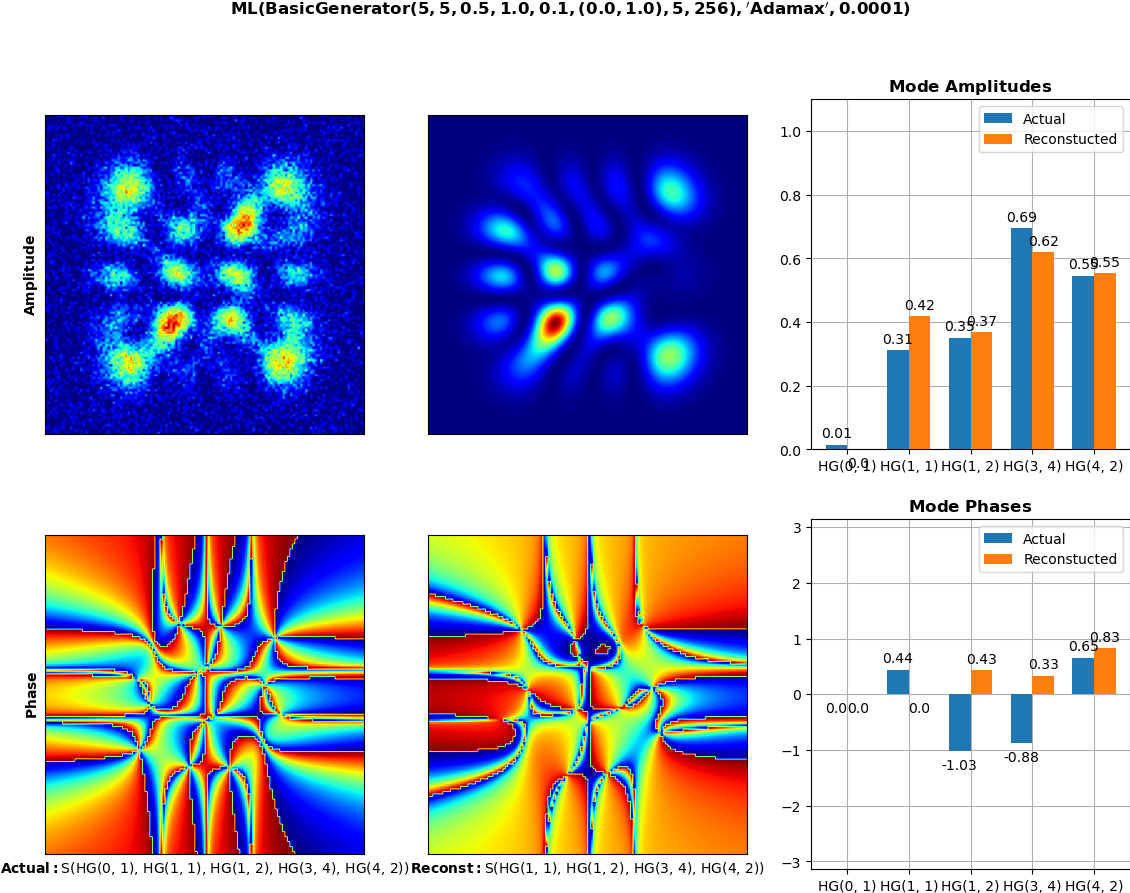 ML(BasicGenerator(5, 5, 0.5, 1.0, 0.1, (0.0, 1.0), 5, 256), 'Adamax', 0.0001)
Mode Amplitudes
Actual
Reconstucted
1.0
0.8
0.6
0.4
0.2
0.0
0.01
0.0
0.31
0.42
0.35
0.37
0.69
0.62
0.55
0.55
HG(0, 1) HG(1, 1) HG(1, 2) HG(3, 4) HG(4, 2)
Amplitude
Mode Phases
Actual
Reconstucted
3
2
1
0
−1
−2
−3
0.0
0.0
0.44
0.0
-1.03
0.43
-0.88
0.33
0.65
0.83
HG(0, 1) HG(1, 1) HG(1, 2) HG(3, 4) HG(4, 2)
Phase
Actual: S(HG(0, 1), HG(1, 1), HG(1, 2), HG(3, 4), HG(4, 2))
Reconst: S(HG(1, 1), HG(1, 2), HG(3, 4), HG(4, 2))